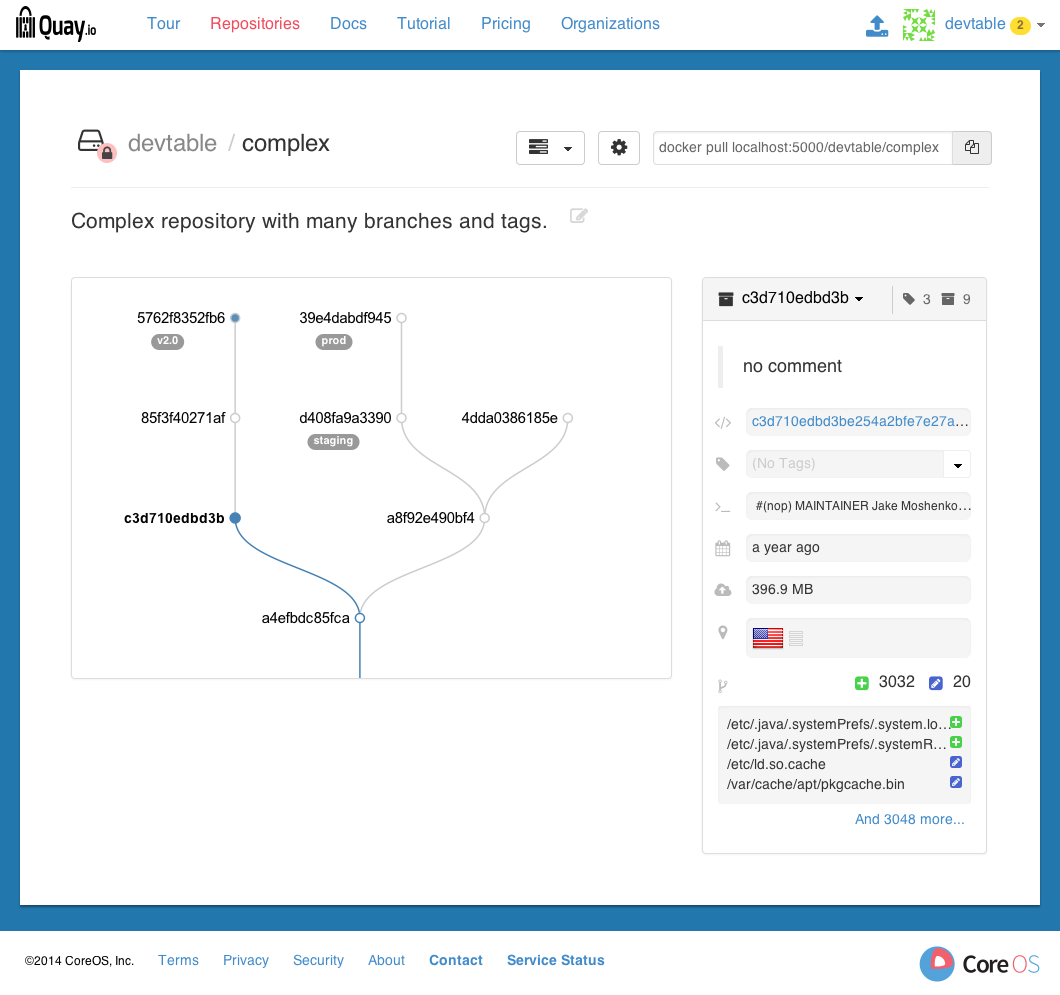 Quay.io
Tour Repositories Docs Tutorial Pricing Organizations devtable 2
devtable / complex
docker pull localhost:5000/devtable/complex
Complex repository with many branches and tags.
5762f8352fb6 39e4dabdf945
v2.0 prod
85f3f40271af d408fa9a3390 4dda0386185e
staging
c3d710edbd3b a8f92e490bf4
a4efbdc85fca
c3d710edbd3b 3 9
no comment
c3d710edbd3be254a2bfe7e27a...
(No Tags)
#(nop) MAINTAINER Jake Moshenko...
a year ago
396.9 MB
3032 20
/etc/.java/.systemPrefs/.system.lo...
/etc/.java/.systemPrefs/.systemR...
/etc/ld.so.cache
/var/cache/apt/pkgcache.bin
And 3048 more...
©2014 CoreOS, Inc. Terms Privacy Security About Contact Service Status
Core OS